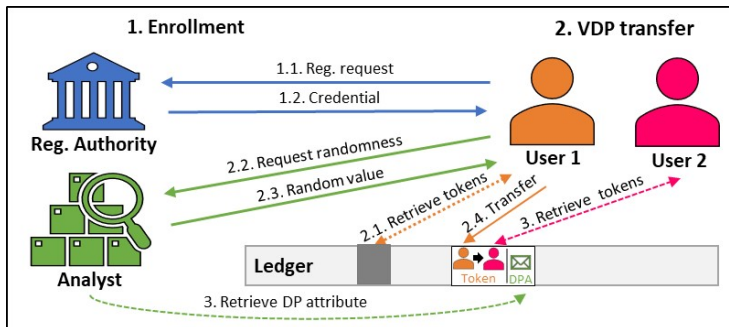 1. Enrollment
2. VDP transfer
1.1. Reg. request
1.2. Credential
Reg. Authority
User 1
User 2
2.2. Request randomness
2.3. Random value
2.1. Retrieve tokens
2.4. Transfer
3. Retrieve tokens
Analyst
Ledger
Token
DPA
3. Retrieve DP attribute